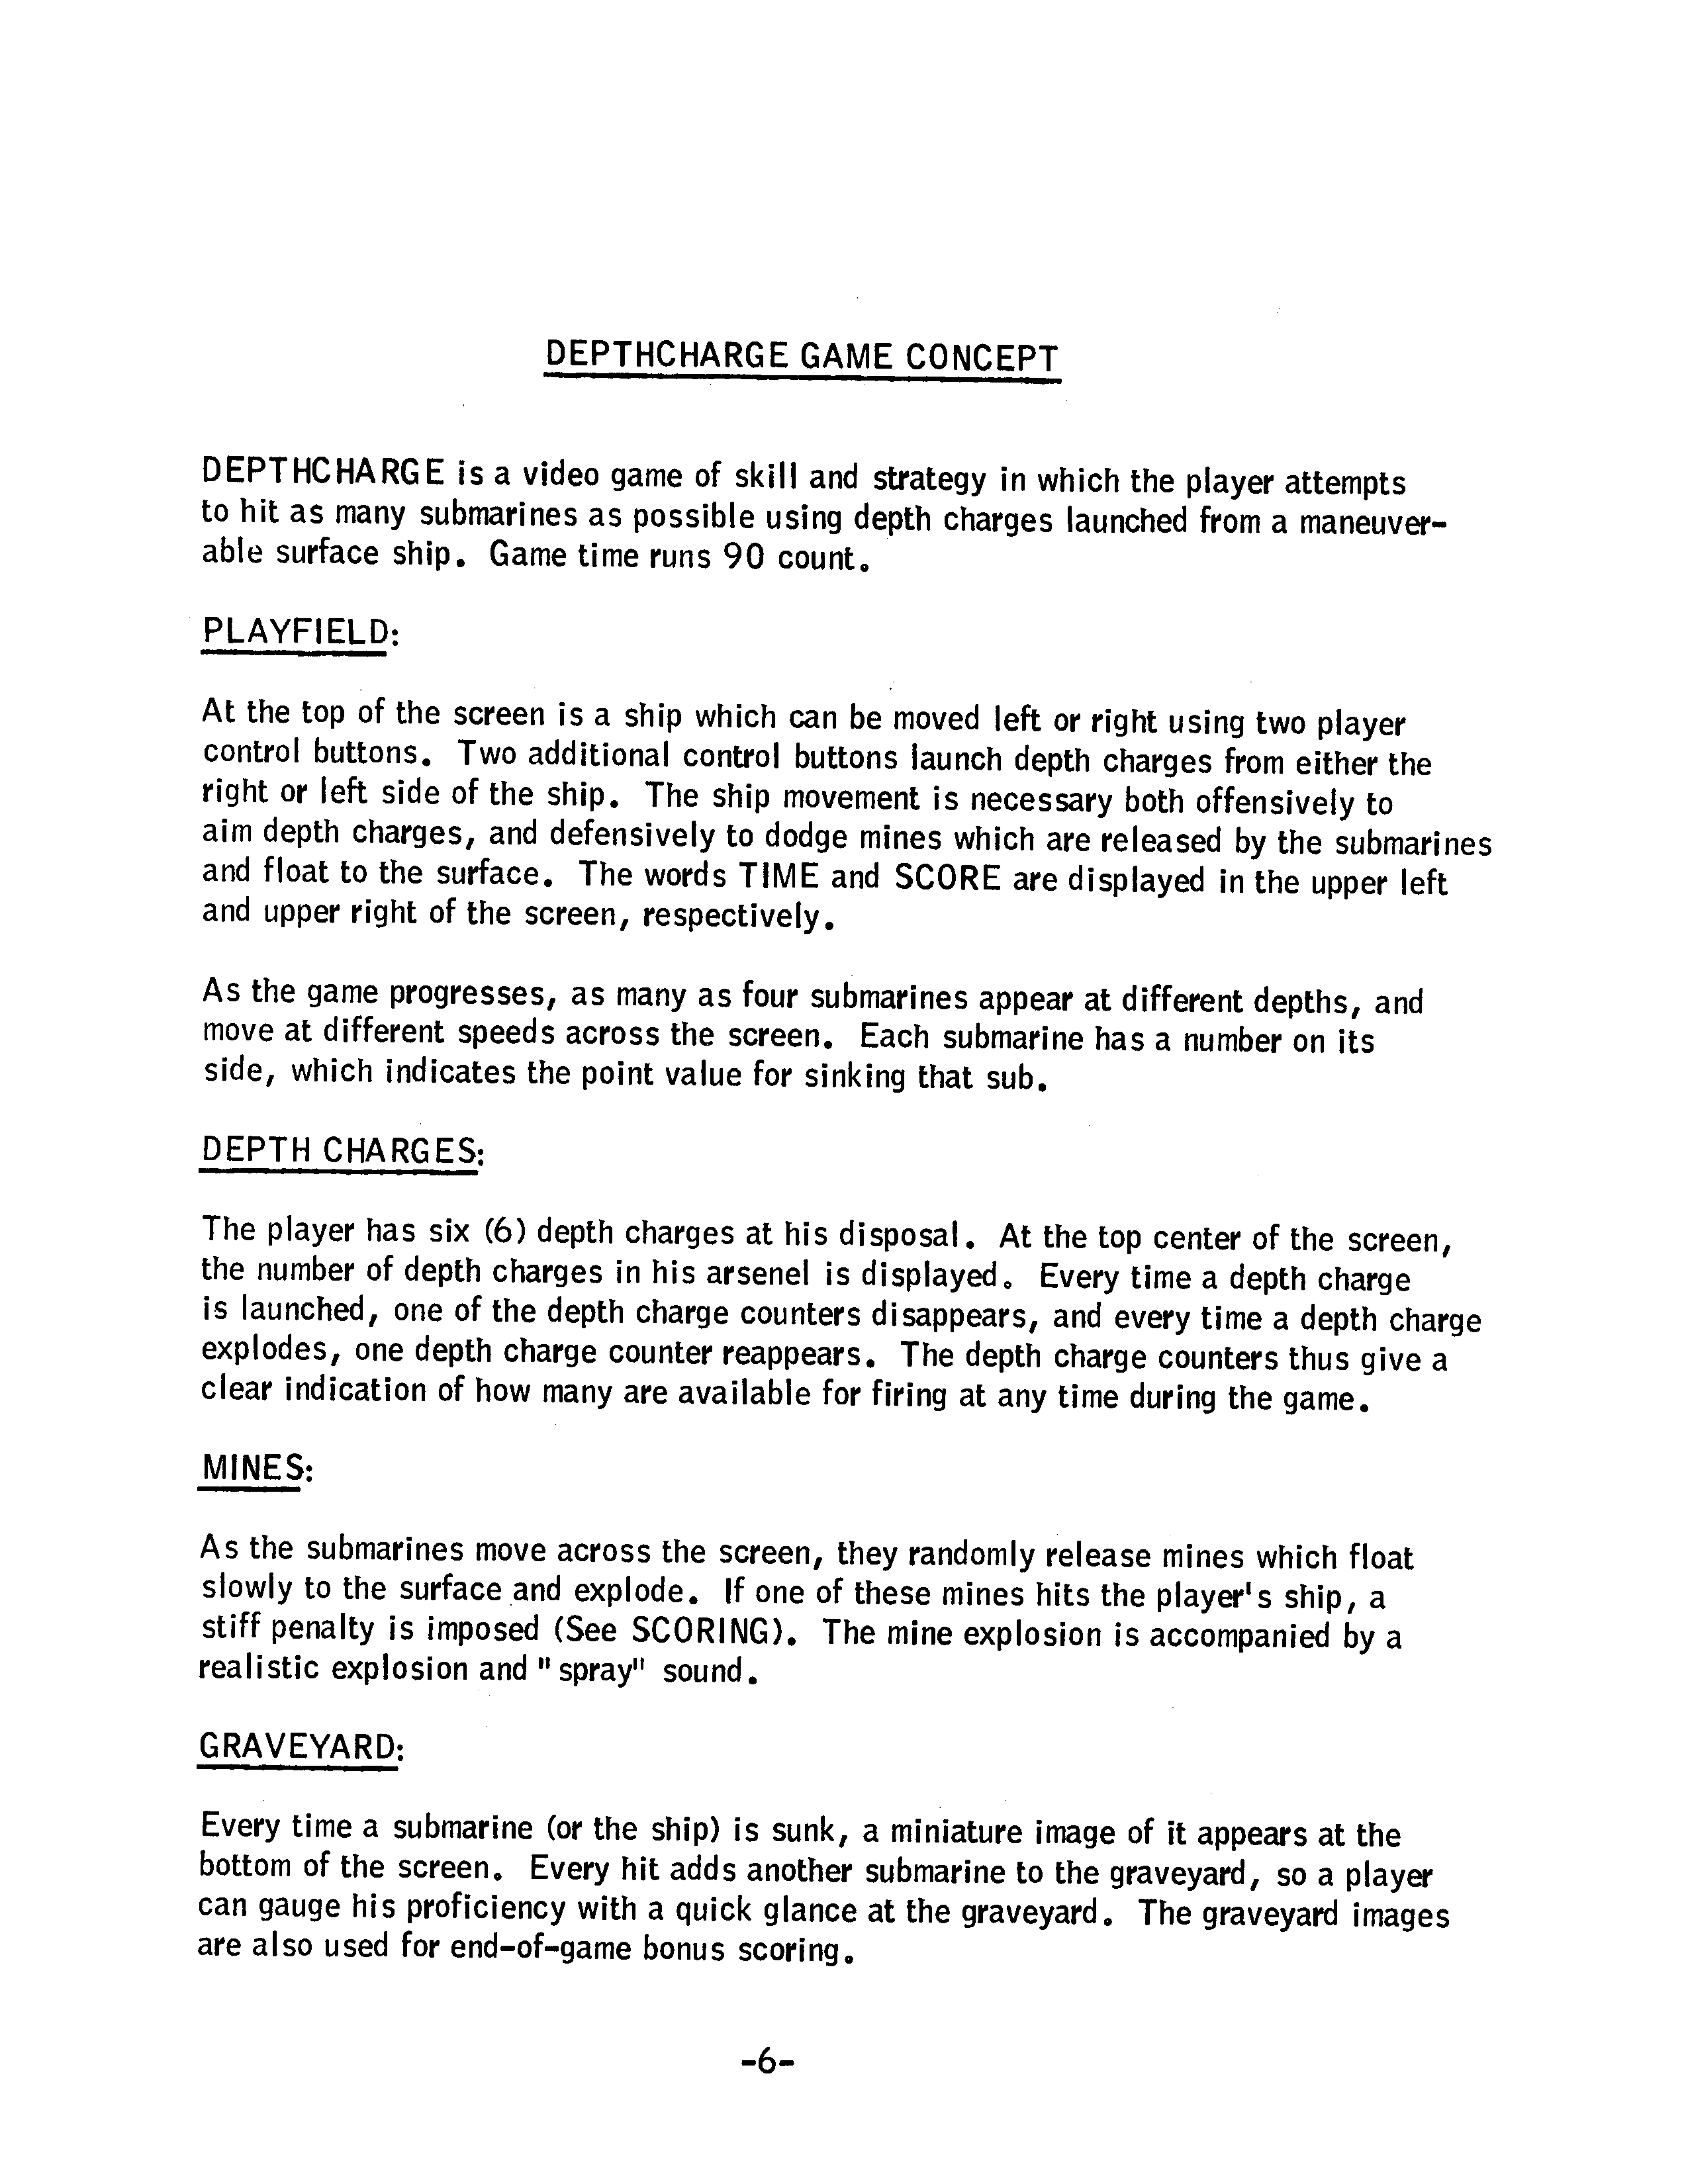 DEPTHCHARGE GAME CONCEPT
DEPTHCHARGE is a video game of skill and strategy in which the player attempts
to hit as many submarines as possible using depth charges launched from a maneuver-
able surface ship. Game time runs 90 count.
PLAYFIELD:
At the top of the screen is a ship which can be moved left or right using two player
control buttons. Two additional control buttons launch depth charges from either the
right or left side of the ship. The ship movement is necessary both offensively to
aim depth charges, and defensively to dodge mines which are released by the submarines
and float to the surface. The words TIME and SCORE are displayed in the upper left
and upper right of the screen, respectively.
As the game progresses, as many as four submarines appear at different depths, and
move at different speeds across the screen. Each submarine has a number on its
side, which indicates the point value for sinking that sub.
DEPTH CHARGES:
The player has six (6) depth charges at his disposal. At the top center of the screen,
the number of depth charges in his arsenel is displayed. Every time a depth charge
is launched, one of the depth charge counters disappears, and every time a depth charge
explodes, one depth charge counter reappears. The depth charge counters thus give a
clear indication of how many are available for firing at any time during the game.
MINES:
As the submarines move across the screen, they randomly release mines which float
slowly to the surface and explode. If one of these mines hits the player's ship, a
stiff penalty is imposed (See SCORING). The mine explosion is accompanied by a
realistic explosion and "spray" sound.
GRAVEYARD:
Every time a submarine (or the ship) is sunk, a miniature image of it appears at the
bottom of the screen. Every hit adds another submarine to the graveyard, so a player
can gauge his proficiency with a quick glance at the graveyard. The graveyard images
are also used for end-of-game bonus scoring.
-6-